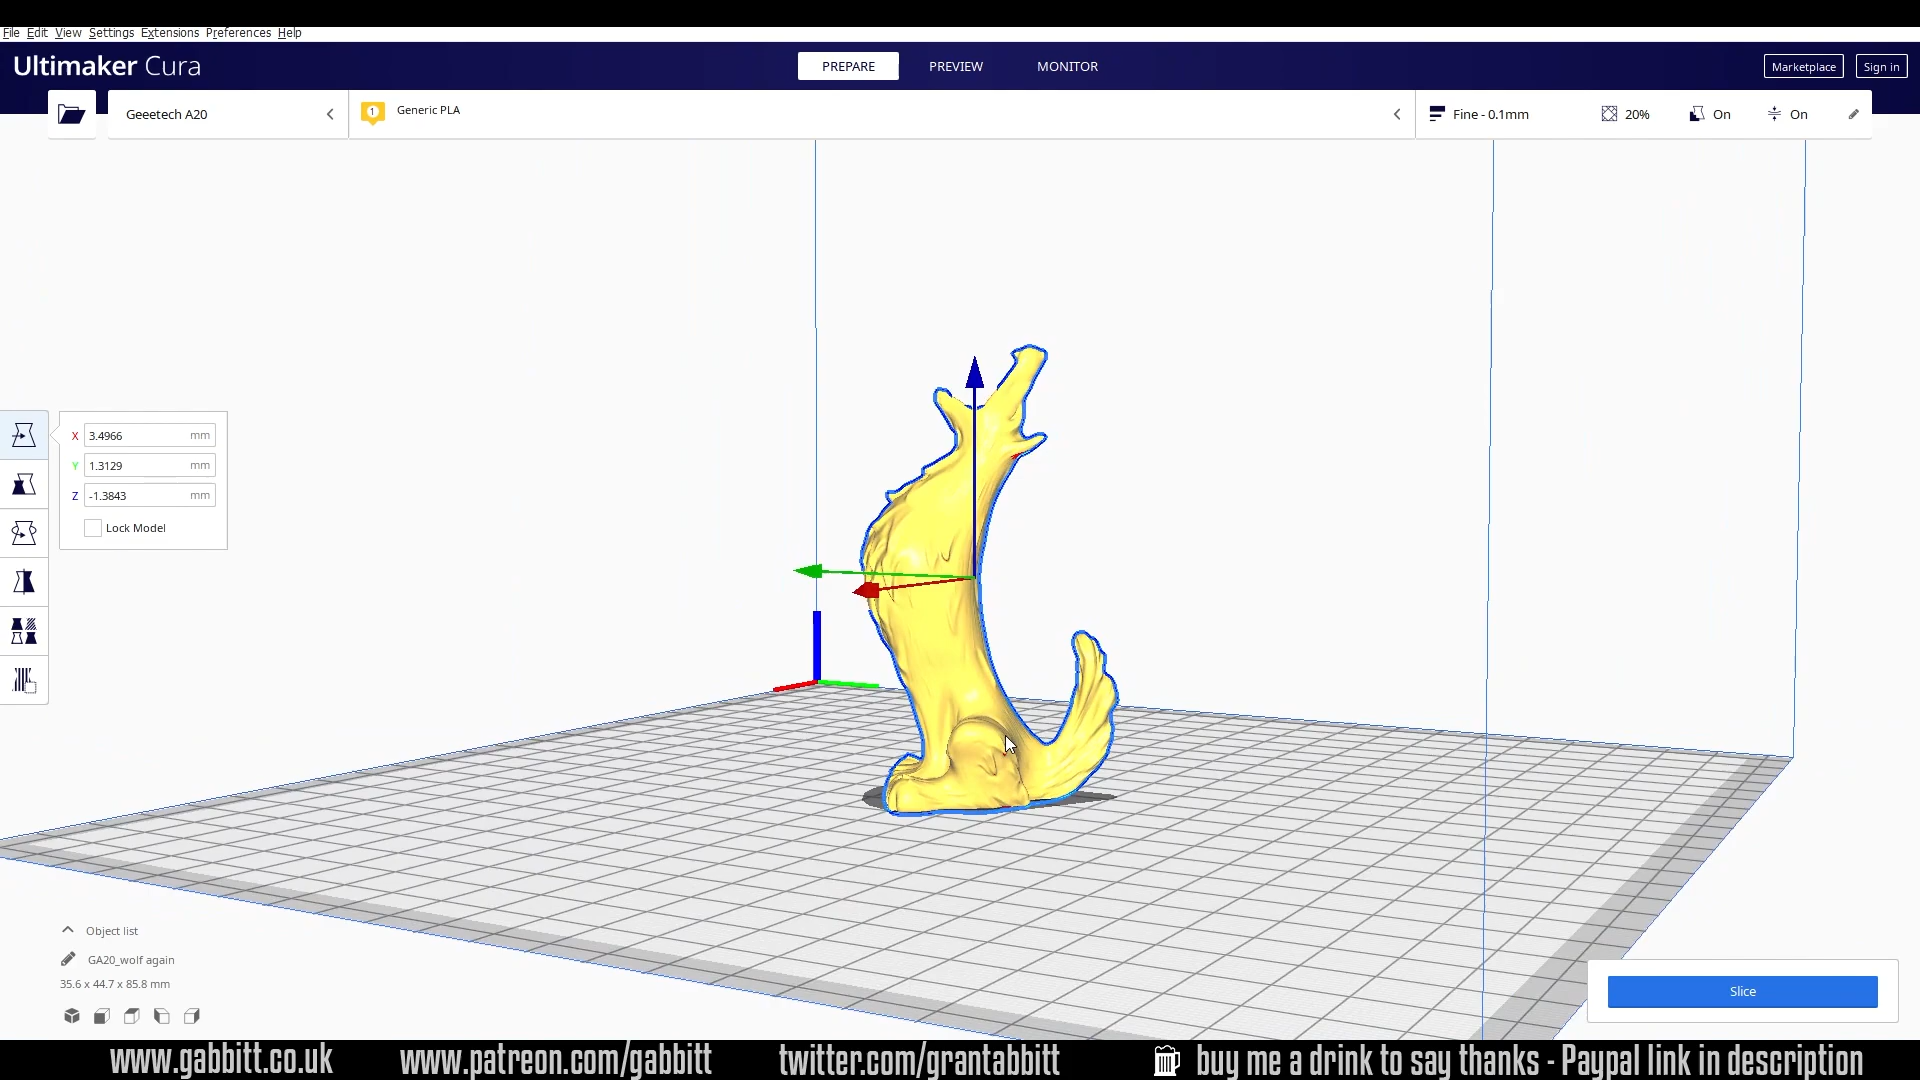 File Edit View Settings Extensions Preferences Help
Ultimaker Cura
PREPARE PREVIEW MONITOR
Marketplace Sign in
Geeetech A20
1 Generic PLA
Fine - 0.1mm 20% On On
X 3.4966 mm
Y 1.3129 mm
Z -1.3843 mm
Lock Model
Object list
GA20_wolf again
35.6 x 44.7 x 85.8 mm
Slice
www.gabbitt.co.uk www.patreon.com/gabbitt twitter.com/grantabbitt buy me a drink to say thanks - Paypal link in description